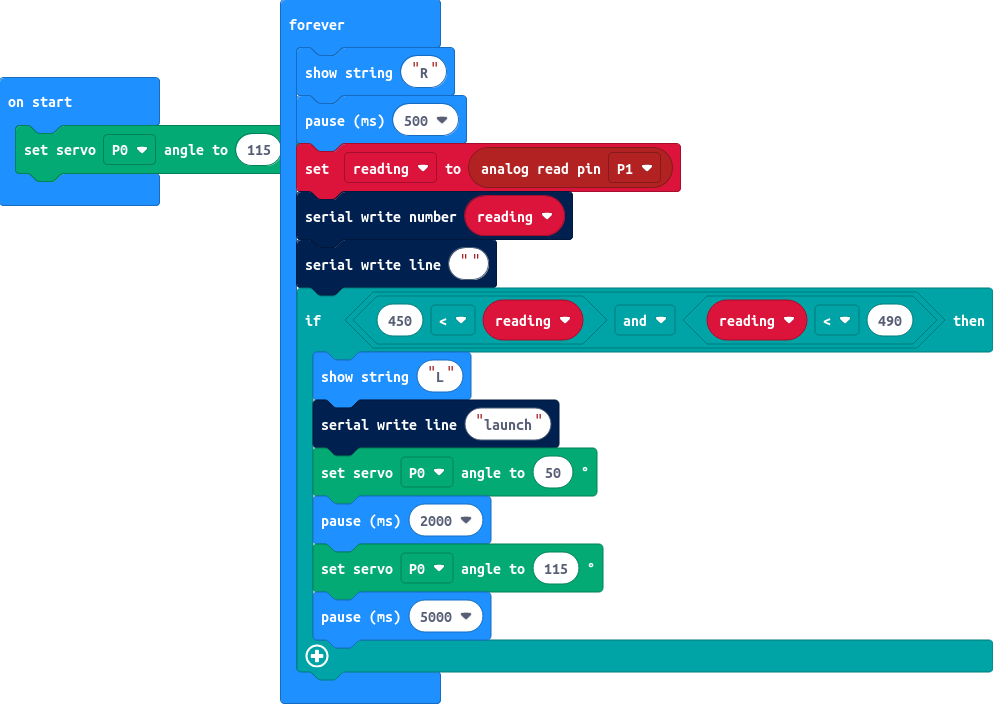 on start
set servo P0 angle to 115
forever
show string "R"
pause (ms) 500
set reading to analog read pin P1
serial write number reading
serial write line " "
if 450 < reading and reading < 490 then
show string "L"
serial write line "launch"
set servo P0 angle to 50 °
pause (ms) 2000
set servo P0 angle to 115 °
pause (ms) 5000